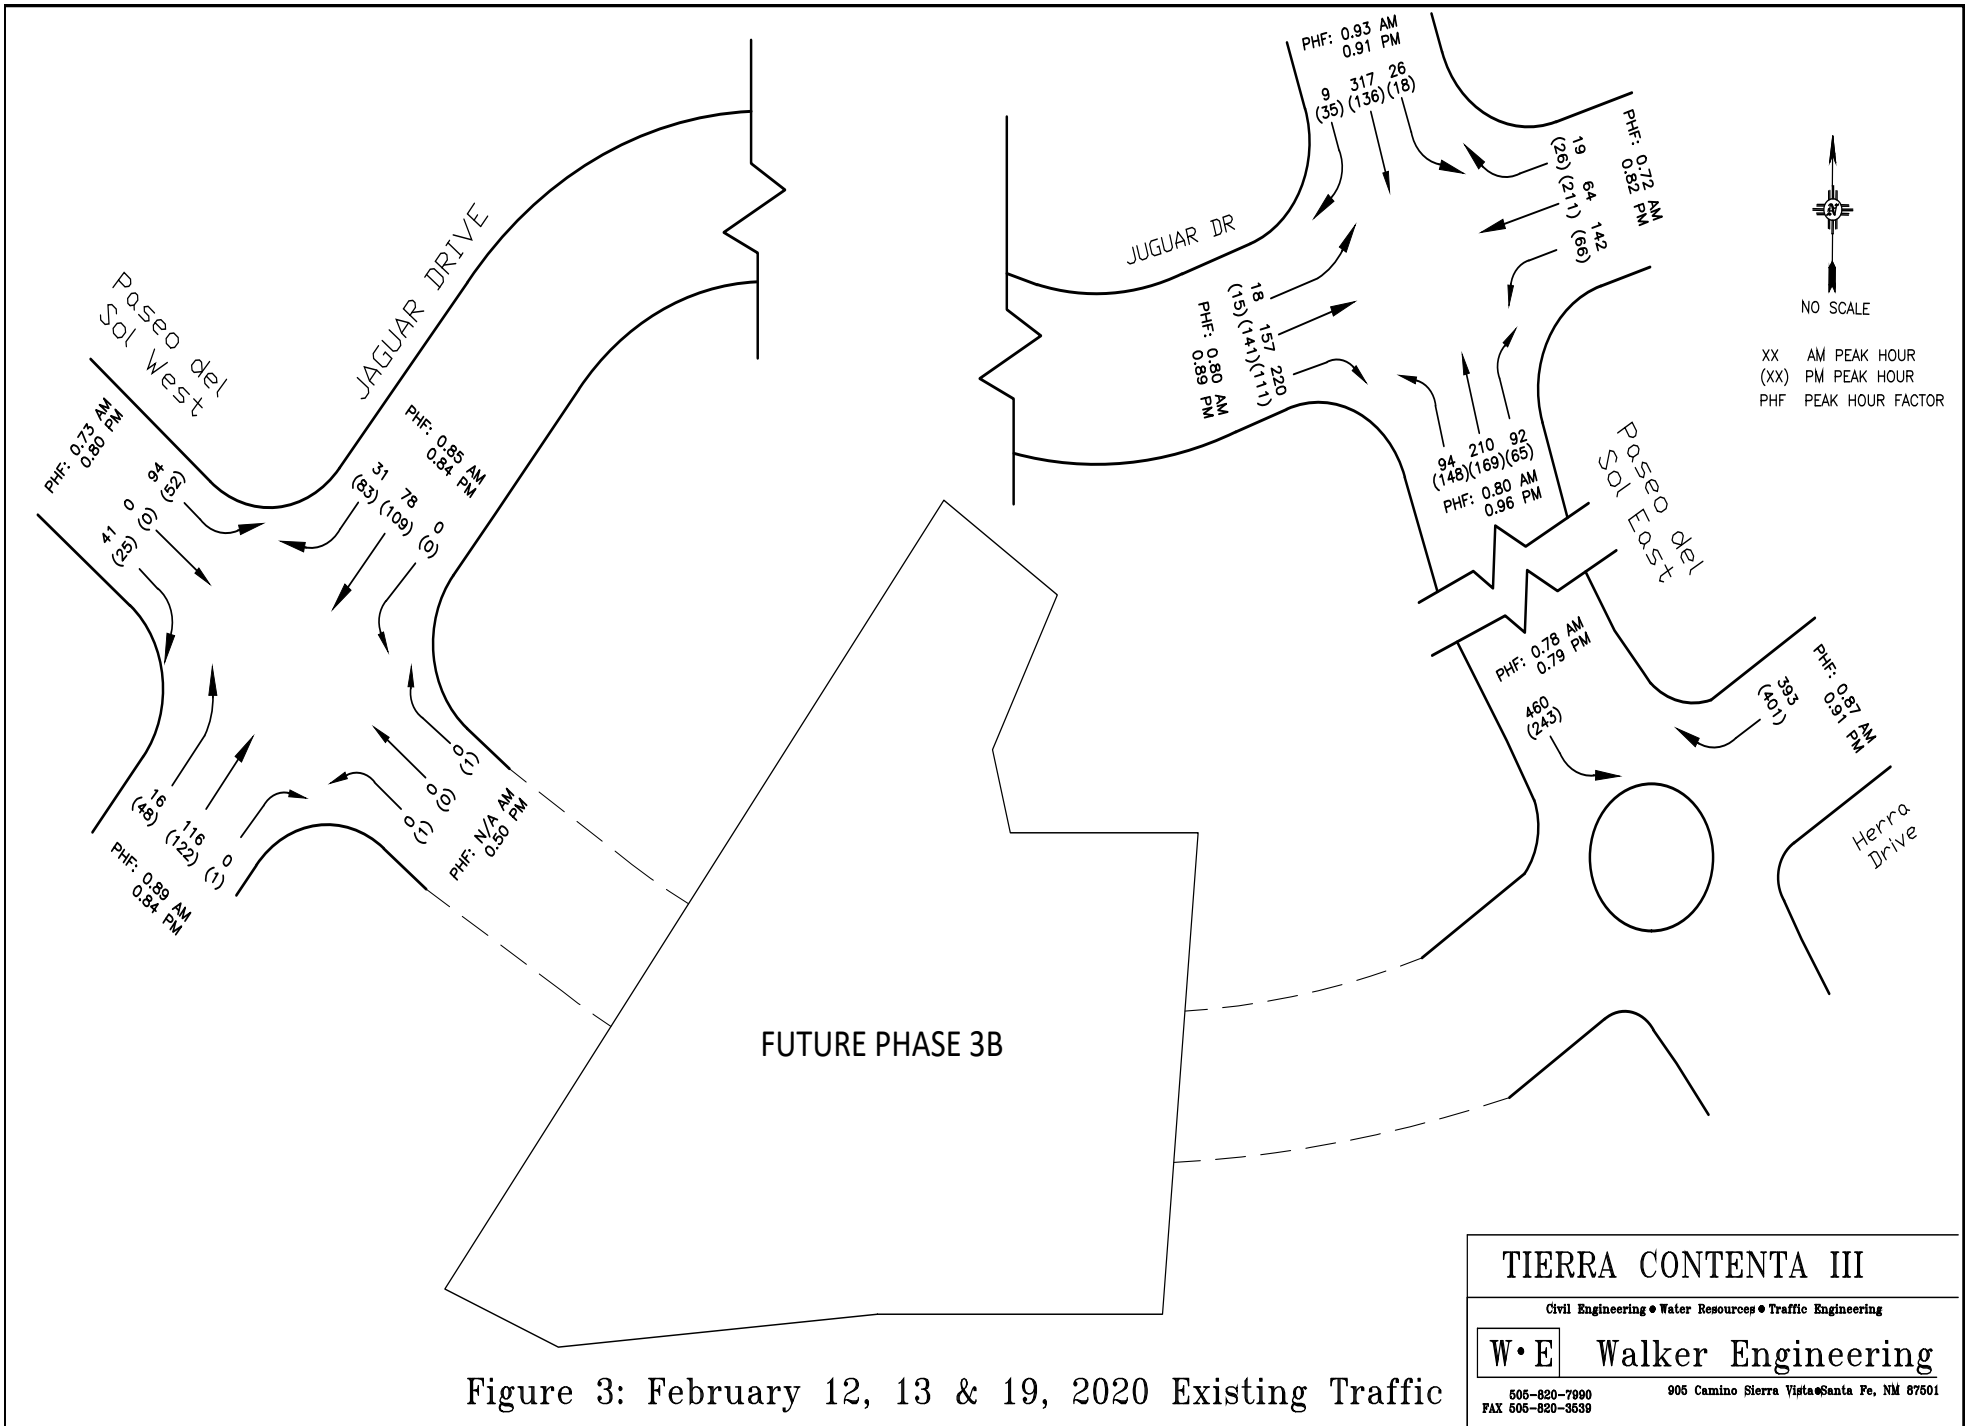 PHF: 0.93 AM
0.91 PM
9 317 26
(35) (136) (18)
PHF: 0.72 AM
0.82 PM
19 64 142
(26) (211) (66)
NO SCALE
XX AM PEAK HOUR
(XX) PM PEAK HOUR
PHF PEAK HOUR FACTOR
JUGUAR DR
18 157 220
(15) (141) (111)
PHF: 0.80 AM
0.89 PM
94 210 92
(148) (169) (65)
PHF: 0.80 AM
0.96 PM
Paseo del
Sol East
Paseo del
Sol West
JAGUAR DRIVE
PHF: 0.73 AM
0.80 PM
41 0 94
(25) (0) (52)
PHF: 0.85 AM
0.84 PM
31 78 0
(83) (109) (0)
16 116 0
(48) (122) (1)
PHF: 0.89 AM
0.84 PM
0 0 0
(1) (0) (1)
PHF: N/A AM
0.50 PM
PHF: 0.78 AM
0.79 PM
460
(243)
393
(401)
PHF: 0.87 AM
0.91 PM
Herra
Drive
FUTURE PHASE 3B
Figure 3: February 12, 13 & 19, 2020 Existing Traffic
TIERRA CONTENTA III
Civil Engineering • Water Resources • Traffic Engineering
W•E Walker Engineering
505-820-7990 905 Camino Sierra Vista•Santa Fe, NM 87501
FAX 505-820-3539
N